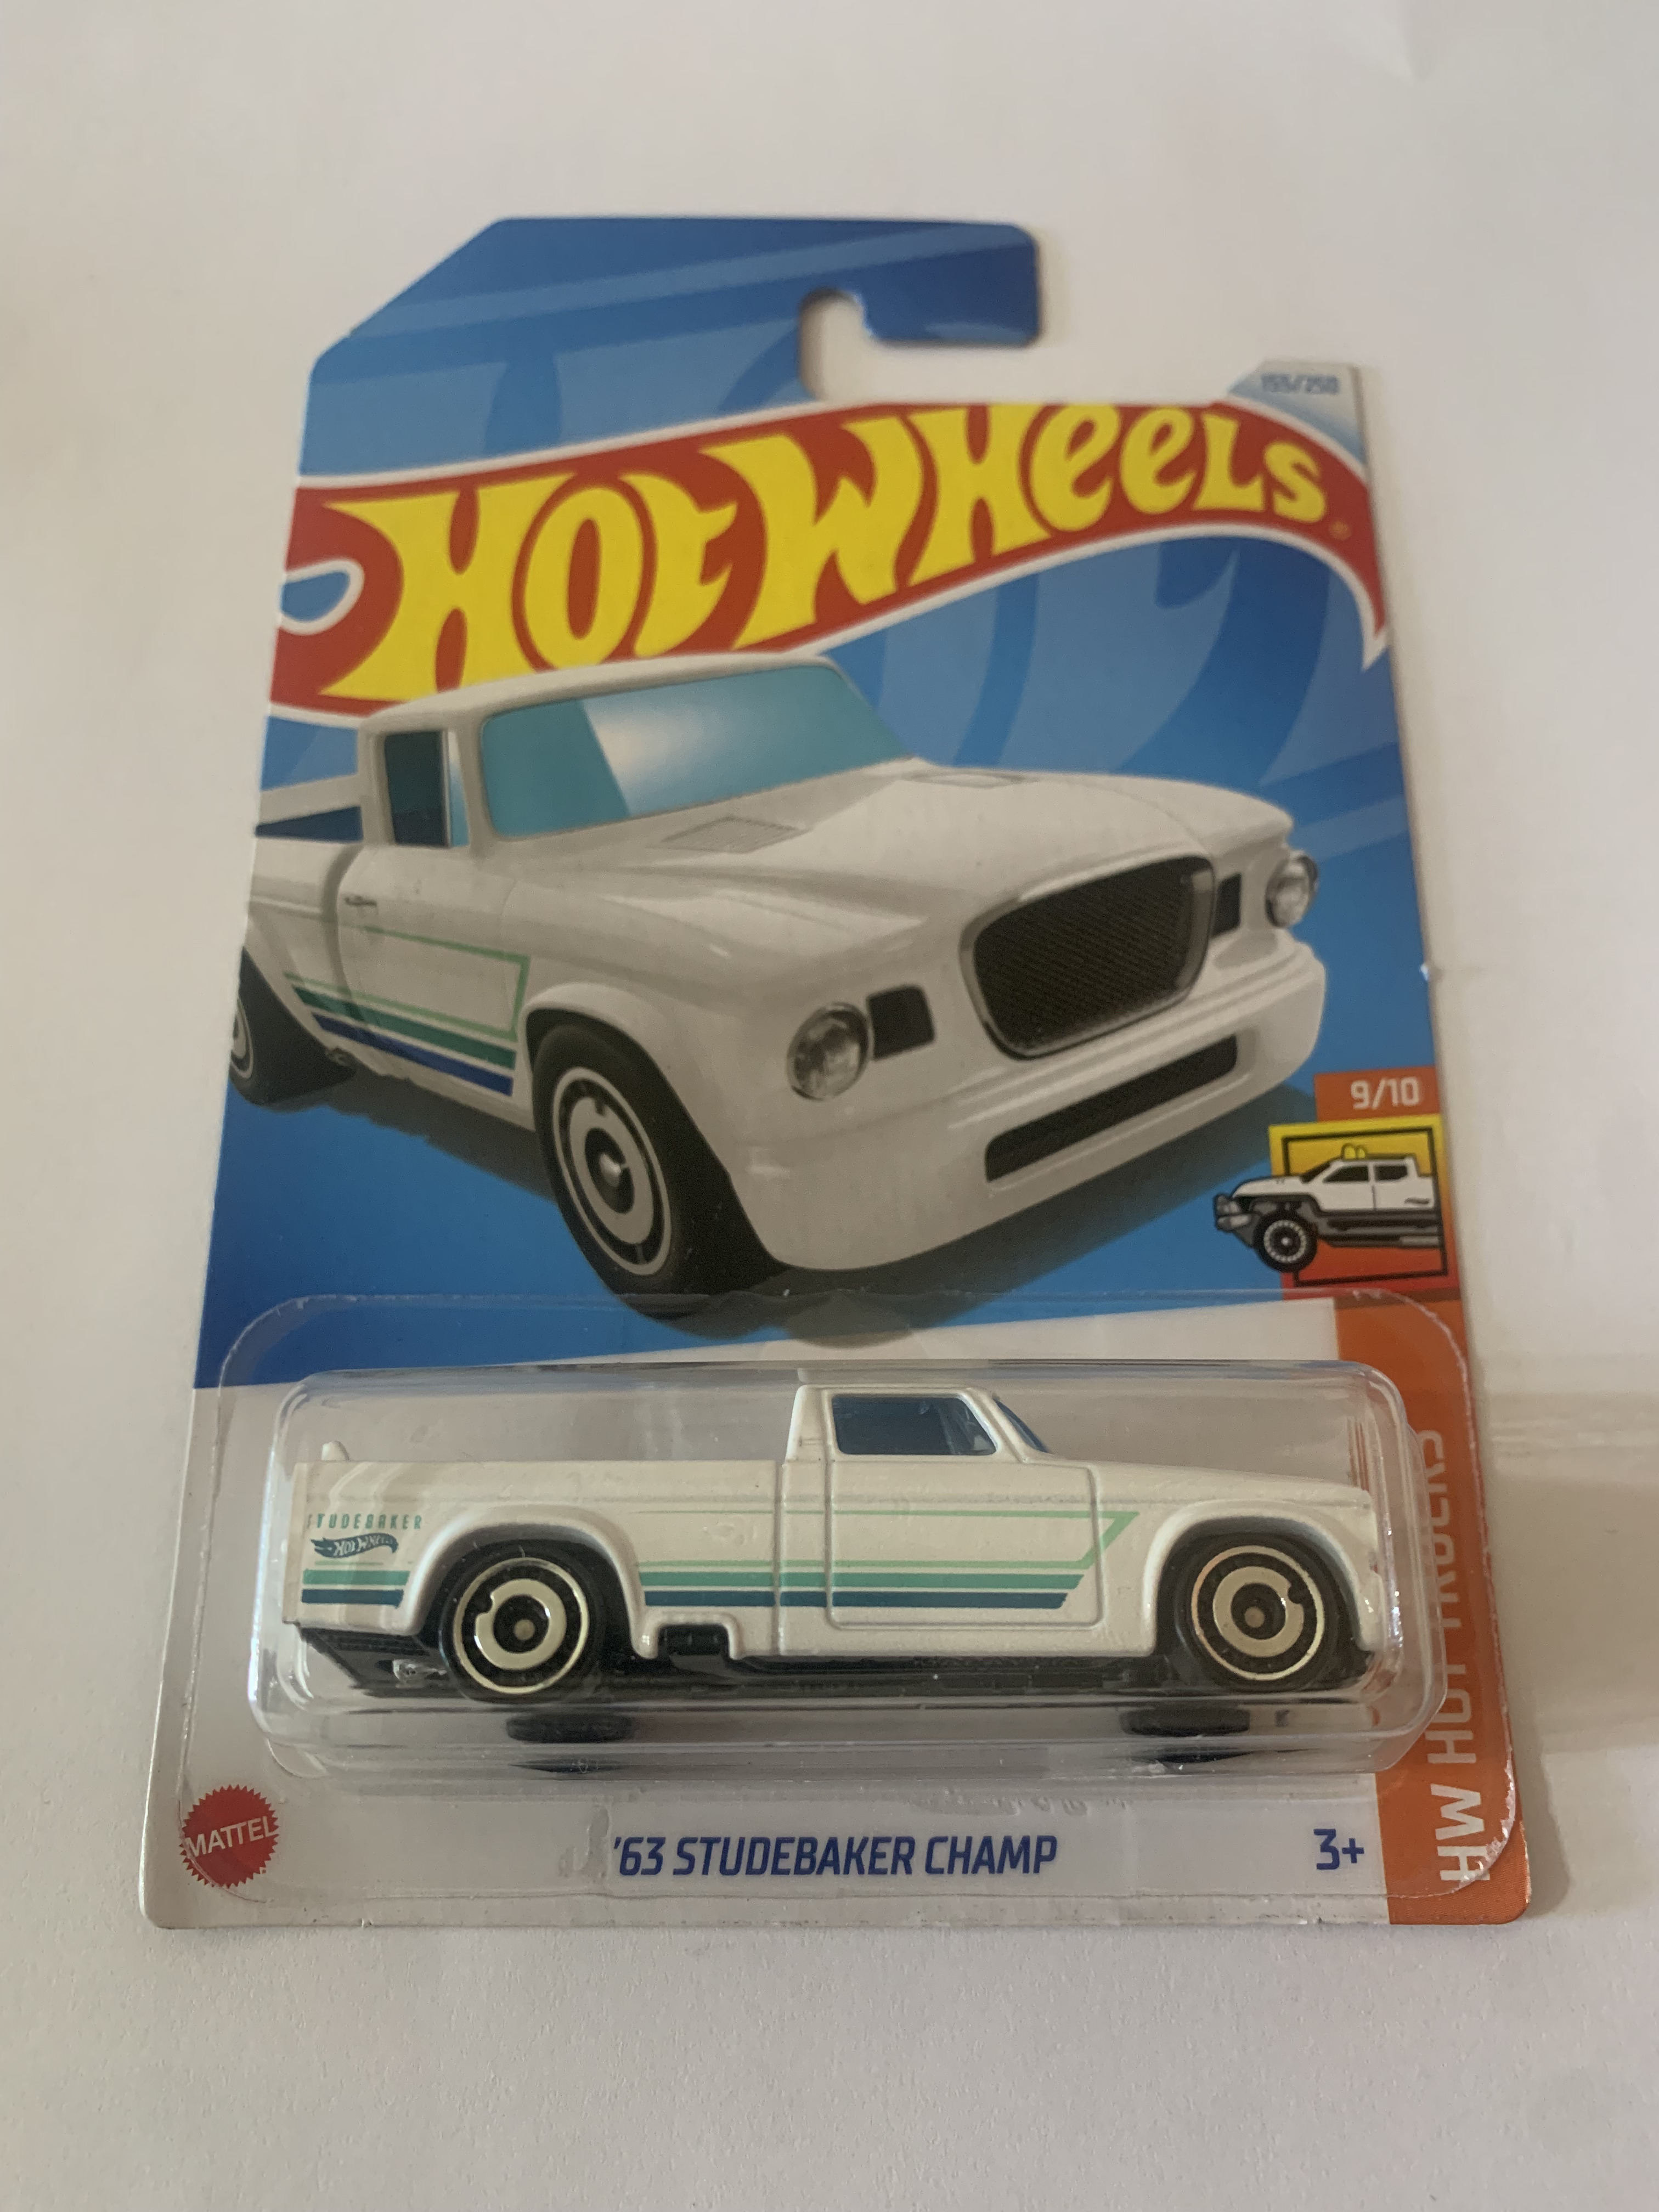 155/250
HOT WHEELS
9/10
STUDEBAKER
HOT WHEELS
MATTEL
'63 STUDEBAKER CHAMP
3+
HW HOT TRUCKS